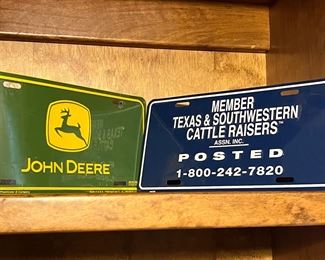 JOHN DEERE
MEMBER
TEXAS & SOUTHWESTERN
CATTLE RAISERS
ASSN. INC.
POSTED
1-800-242-7820